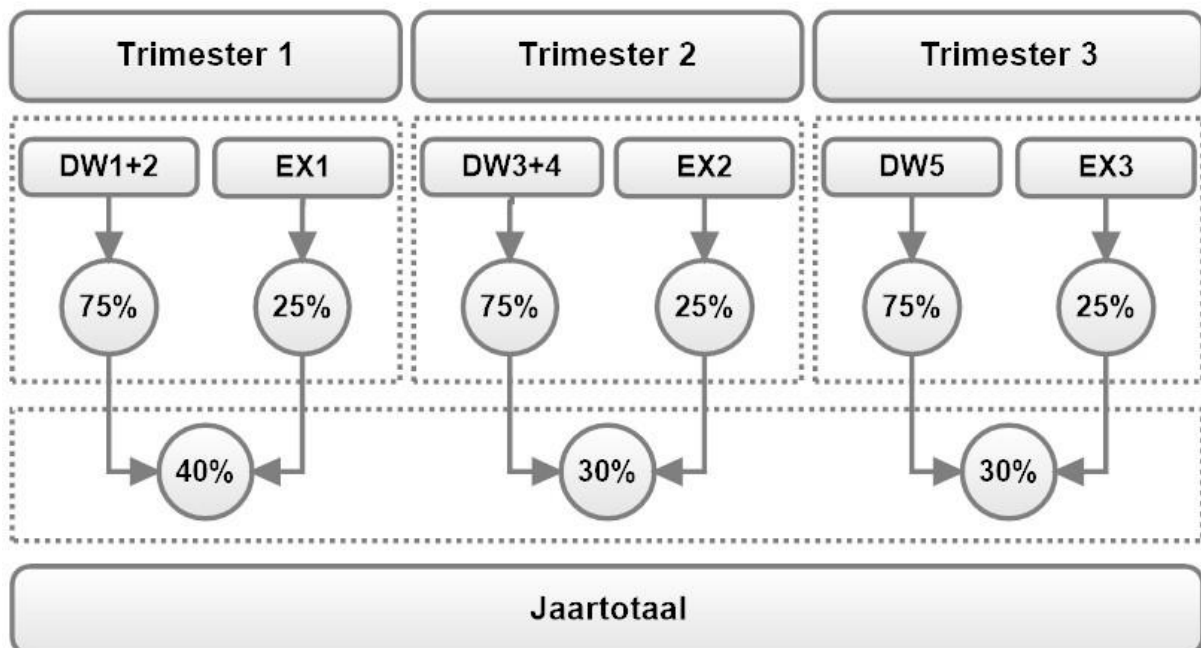 Trimester 1
Trimester 2
Trimester 3
DW1+2
EX1
DW3+4
EX2
DW5
EX3
75%
25%
75%
25%
75%
25%
40%
30%
30%
Jaartotaal